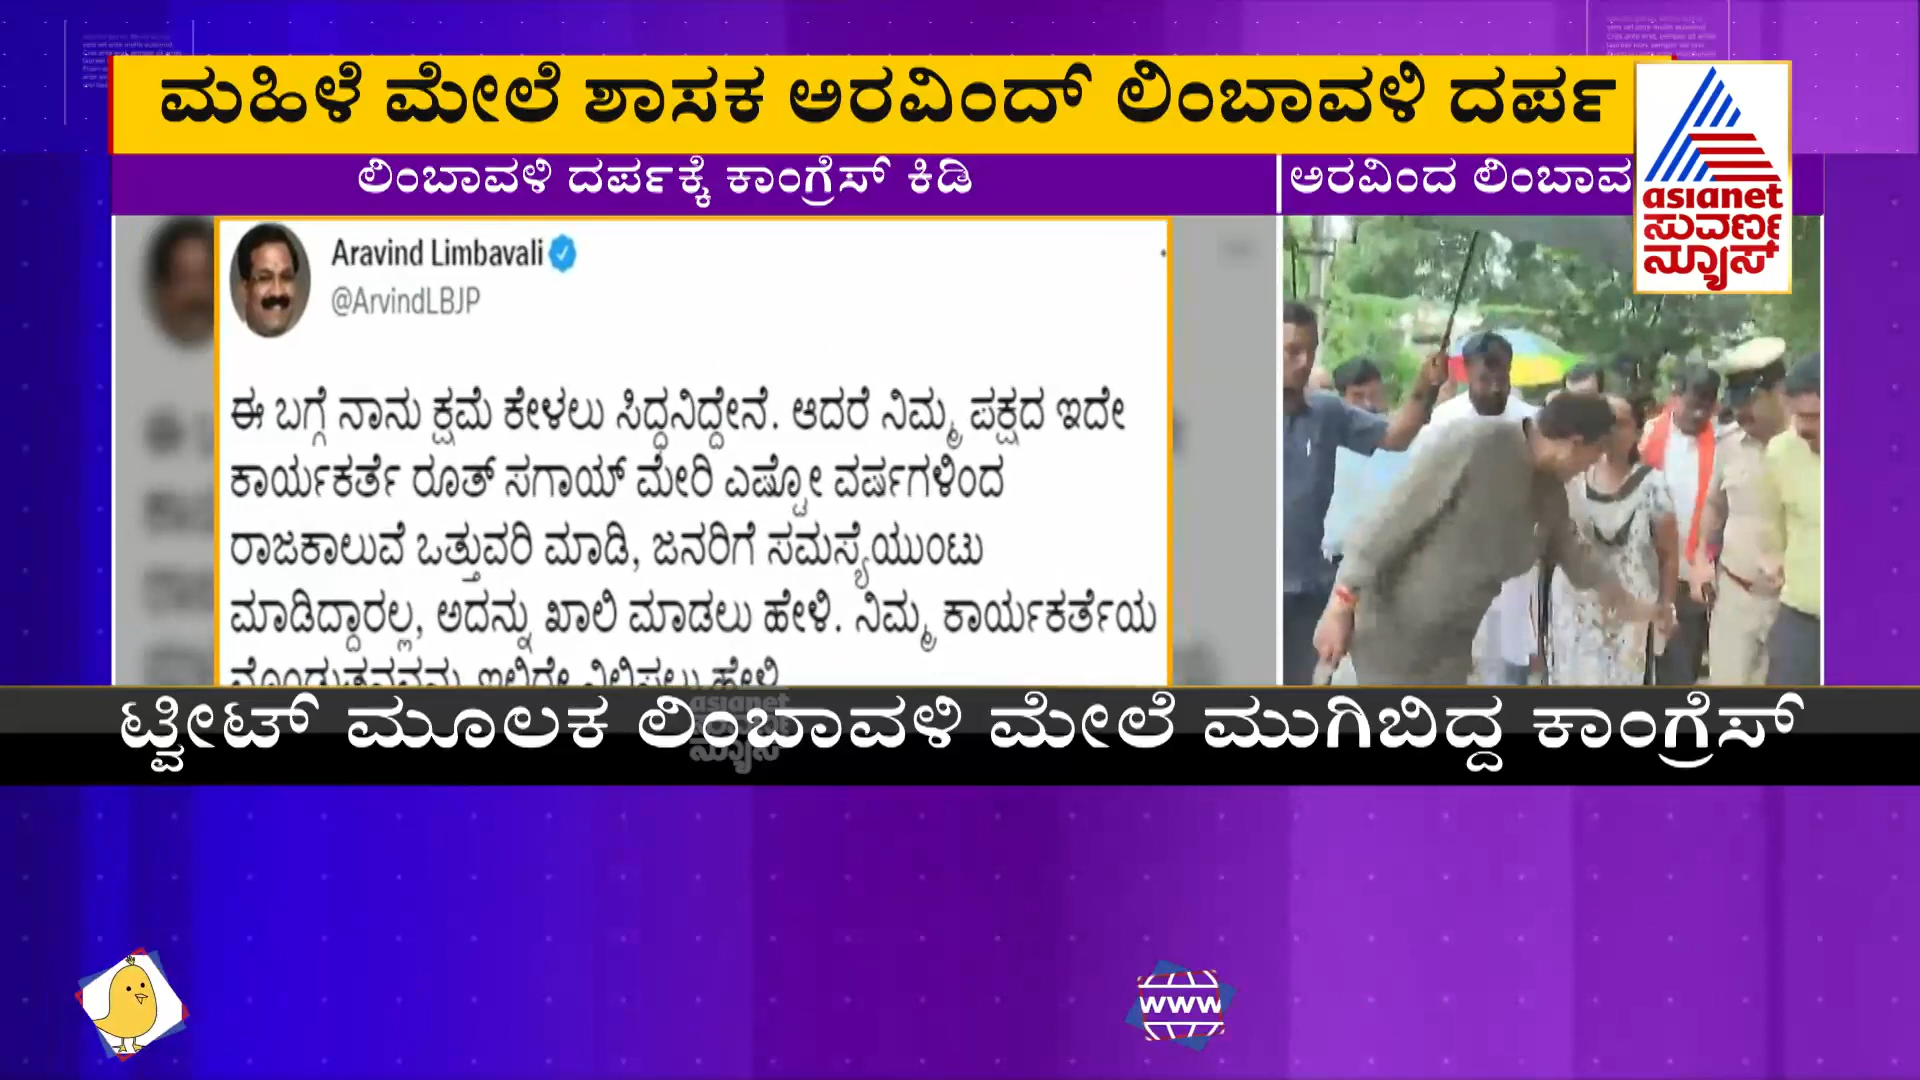 ಮಹಿಳೆ ಮೇಲೆ ಶಾಸಕ ಅರವಿಂದ್ ಲಿಂಬಾವಳಿ ದರ್ಪ
ಲಿಂಬಾವಳಿ ದರ್ಪಕ್ಕೆ ಕಾಂಗ್ರೆಸ್ ಕಿಡಿ
ಅರವಿಂದ ಲಿಂಬಾವ
asianet
ಸುವರ್ಣ
ನ್ಯೂಸ್
Aravind Limbavali
@ArvindLBJP
ಈ ಬಗ್ಗೆ ನಾನು ಕ್ಷಮೆ ಕೇಳಲು ಸಿದ್ಧನಿದ್ದೇನೆ. ಆದರೆ ನಿಮ್ಮ ಪಕ್ಷದ ಇದೇ
ಕಾರ್ಯಕರ್ತೆ ರೂತ್ ಸಗಾಯ್ ಮೇರಿ ಎಷ್ಟೋ ವರ್ಷಗಳಿಂದ
ರಾಜಕಾಲುವೆ ಒತ್ತುವರಿ ಮಾಡಿ, ಜನರಿಗೆ ಸಮಸ್ಯೆಯುಂಟು
ಮಾಡಿದ್ದಾರಲ್ಲ, ಅದನ್ನು ಖಾಲಿ ಮಾಡಲು ಹೇಳಿ. ನಿಮ್ಮ ಕಾರ್ಯಕರ್ತೆಯ
ಟ್ವೀಟ್ ಮೂಲಕ ಲಿಂಬಾವಳಿ ಮೇಲೆ ಮುಗಿಬಿದ್ದ ಕಾಂಗ್ರೆಸ್
www